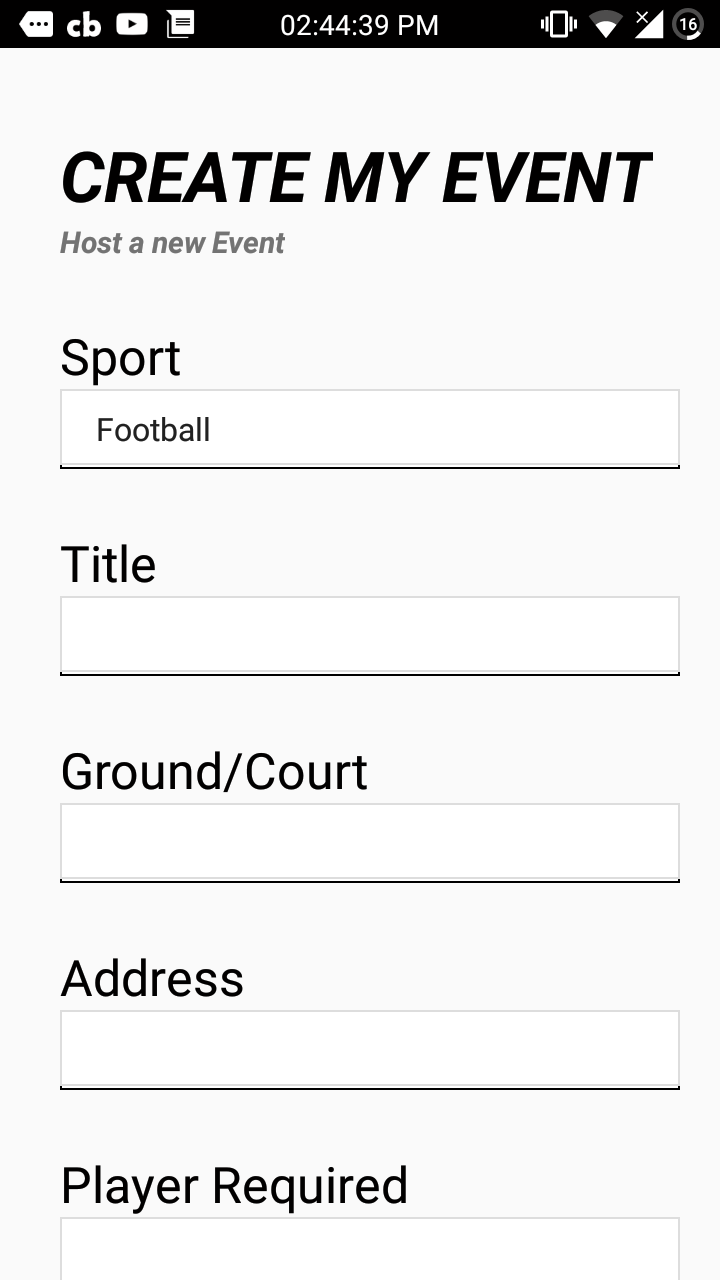 cb 02:44:39 PM 16
CREATE MY EVENT
Host a new Event
Sport
Football
Title
Ground/Court
Address
Player Required